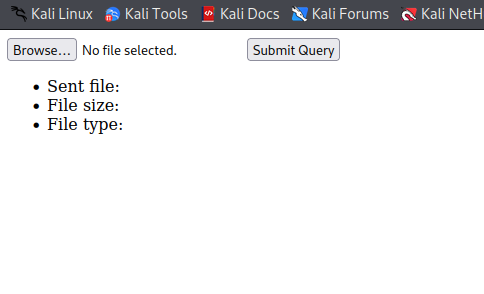 Kali Linux Kali Tools Kali Docs Kali Forums Kali NetH
Browse... No file selected. Submit Query
Sent file:
File size:
File type: